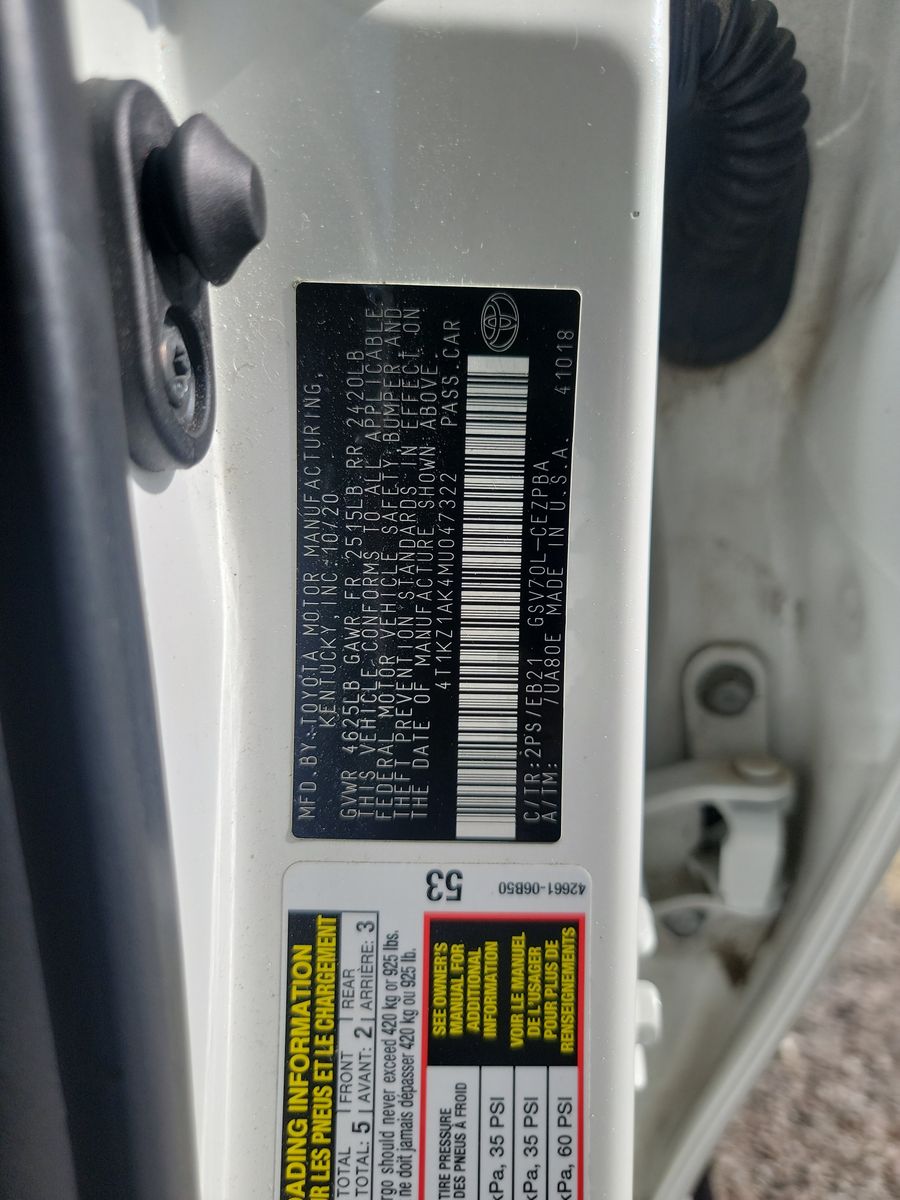 MFD. BY: TOYOTA MOTOR MANUFACTURING,
KENTUCKY, INC. 10/20
GVWR 4625LB GAWR FR 2515LB RR 2420LB
THIS VEHICLE CONFORMS TO ALL APPLICABLE
FEDERAL MOTOR VEHICLE SAFETY, BUMPER AND
THEFT PREVENTION STANDARDS IN EFFECT ON
THE DATE OF MANUFACTURE SHOWN ABOVE.
4T1KZ1AK4MU047322 PASS. CAR
C/TR: 2PS/EB21 GSV70L-CEZPBA
A/TM: /UA80E MADE IN U.S.A. 41018
53
42661-06B50
ADING INFORMATION
R LES PNEUS ET LE CHARGEMENT
TOTAL FRONT REAR
TOTAL: 5 AVANT: 2 ARRIÈRE: 3
rgo should never exceed 420 kg or 925 lbs.
ne doit jamais dépasser 420 kg ou 925 lb.
TIRE PRESSURE
DES PNEUS À FROID
kPa, 35 PSI
kPa, 35 PSI
kPa, 60 PSI
SEE OWNER'S
MANUAL FOR
ADDITIONAL
INFORMATION
VOIR LE MANUEL
DE L'USAGER
POUR PLUS DE
RENSEIGNEMENTS